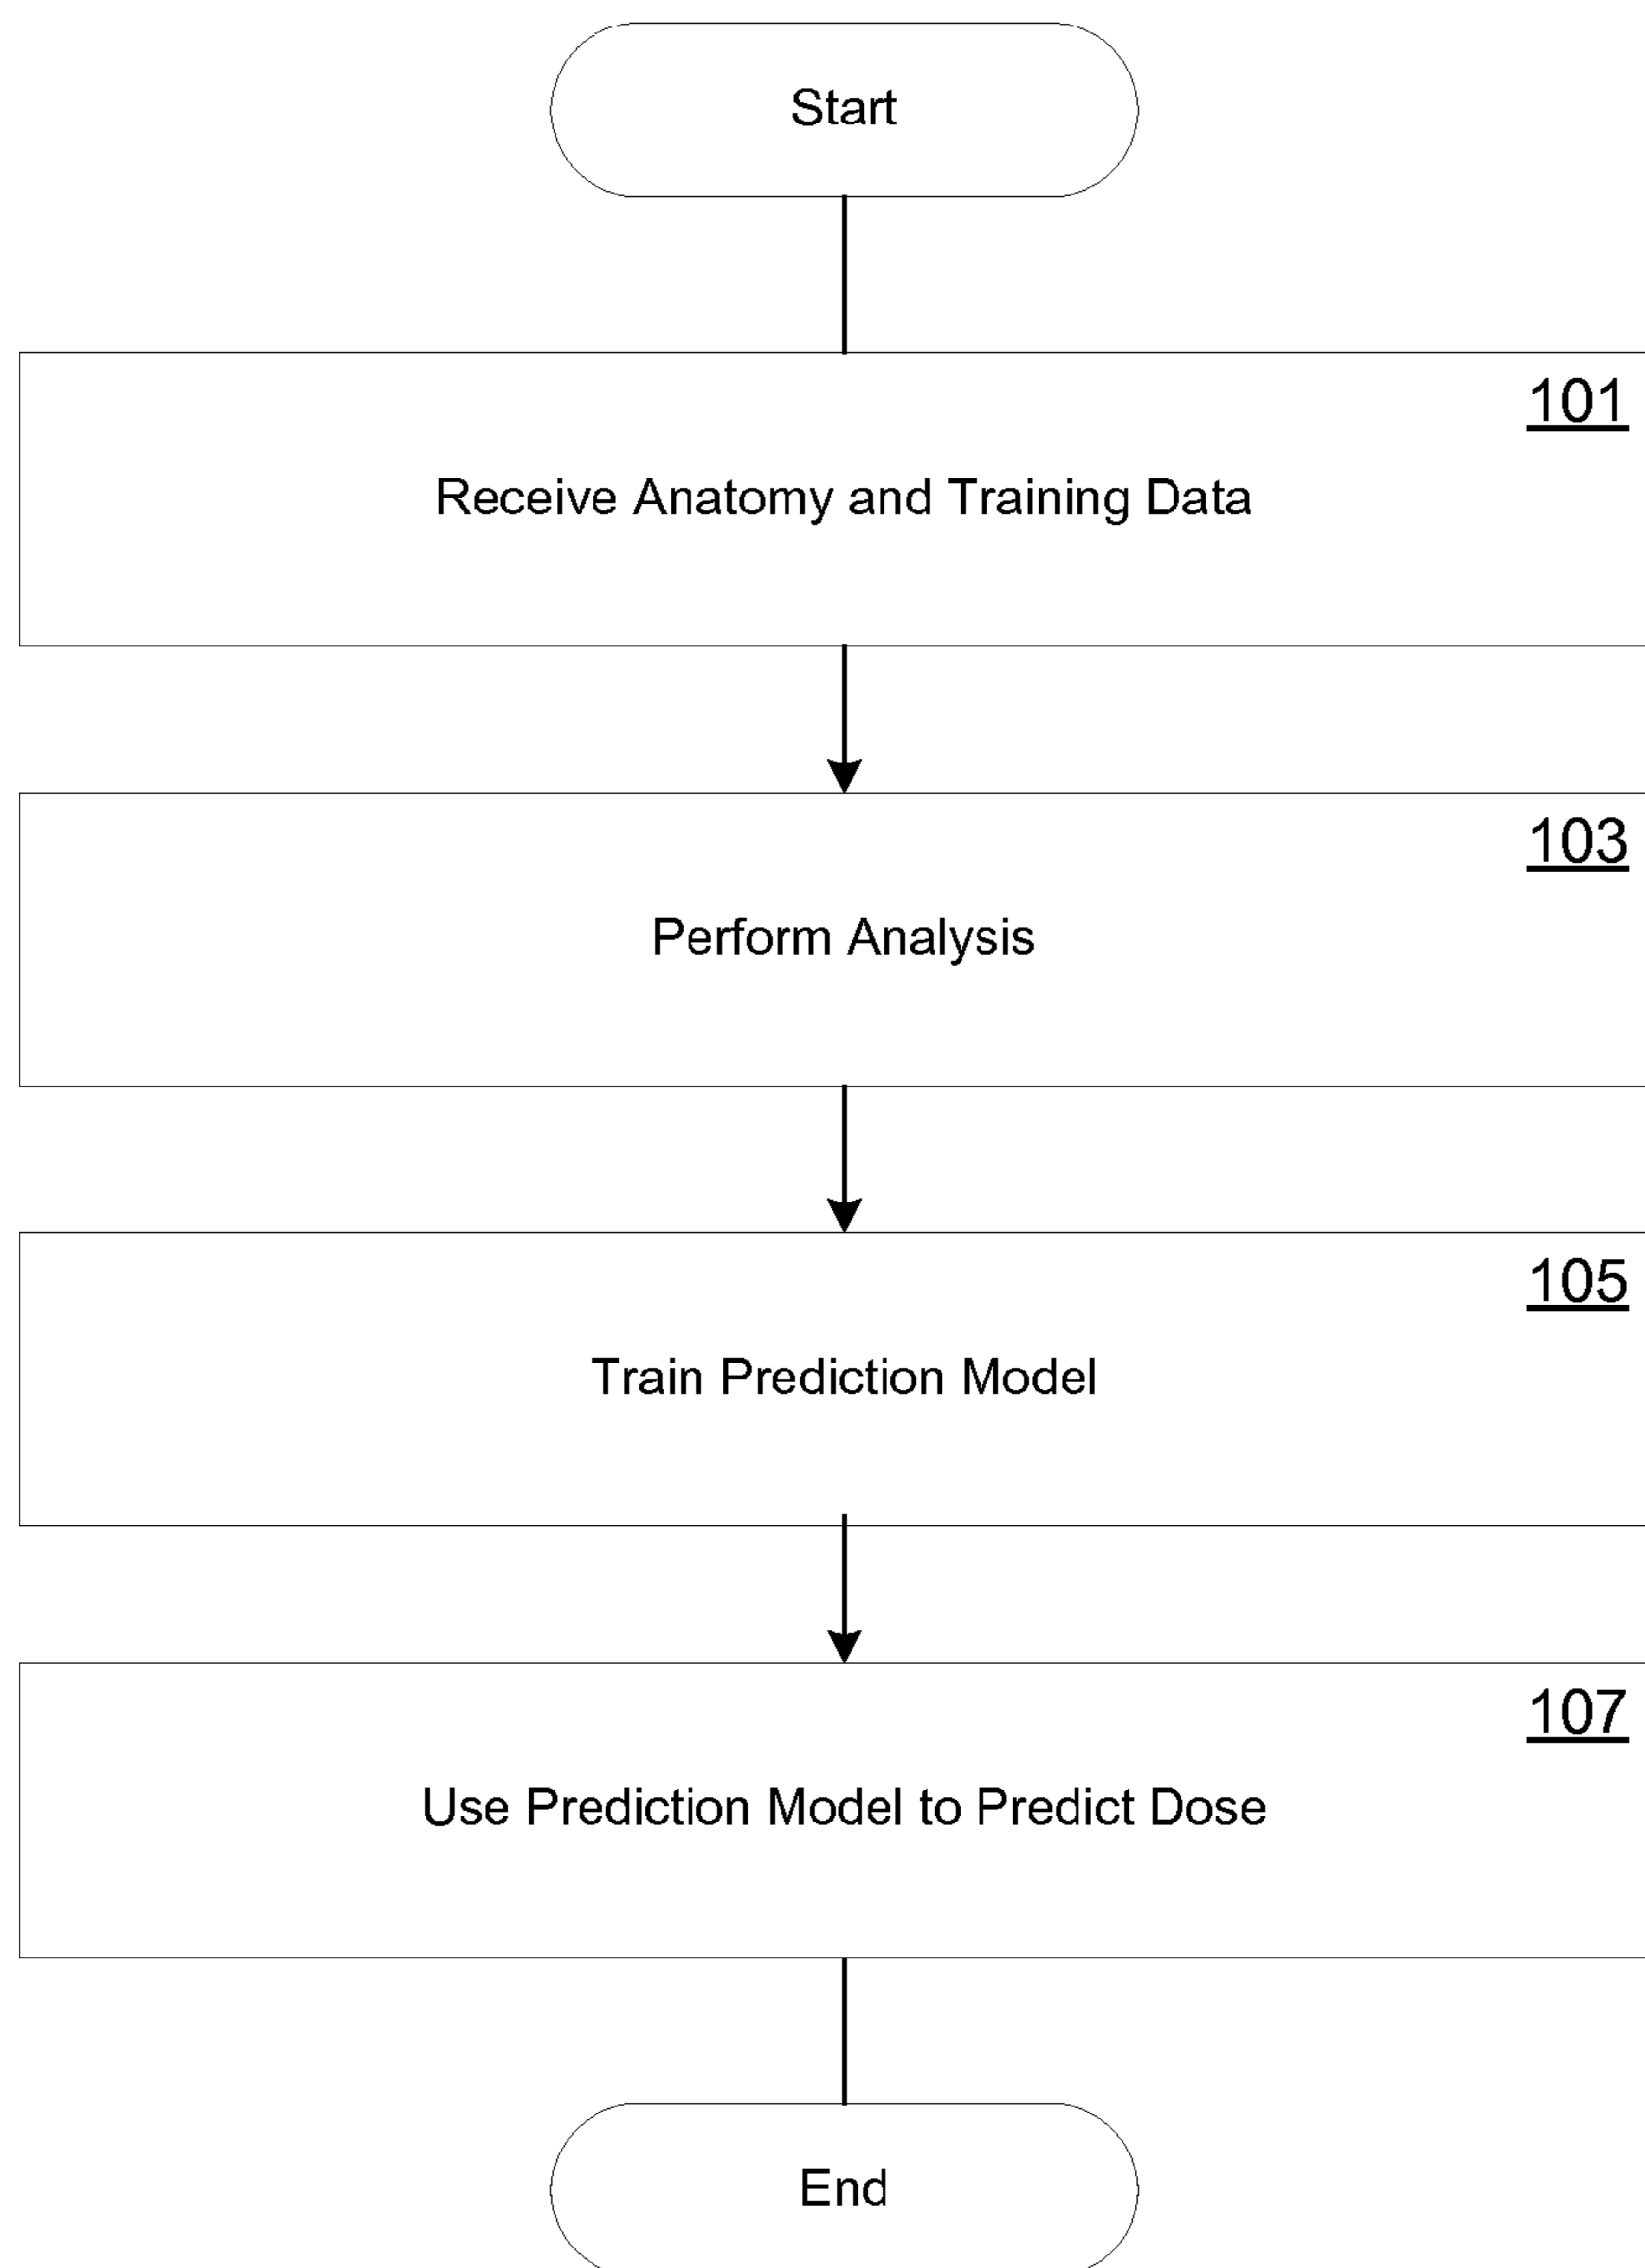 Start
101
Receive Anatomy and Training Data
103
Perform Analysis
105
Train Prediction Model
107
Use Prediction Model to Predict Dose
End